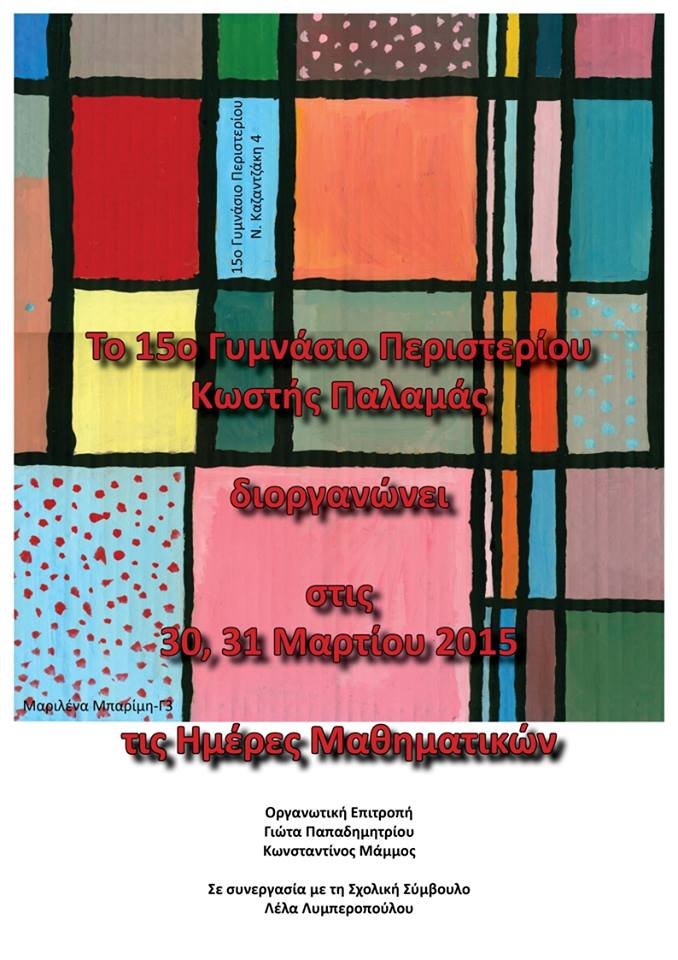 15ο Γυμνάσιο Περιστερίου
Ν. Καζαντζάκη 4
Το 15ο Γυμνάσιο Περιστερίου
Κωστής Παλαμάς
διοργανώνει
στις
30, 31 Μαρτίου 2015
Μαριλένα Μπαρίμη-Γ3
τις Ημέρες Μαθηματικών
Οργανωτική Επιτροπή
Γιώτα Παπαδημητρίου
Κωνσταντίνος Μάμμος
Σε συνεργασία με τη Σχολική Σύμβουλο
Λέλα Λυμπεροπούλου